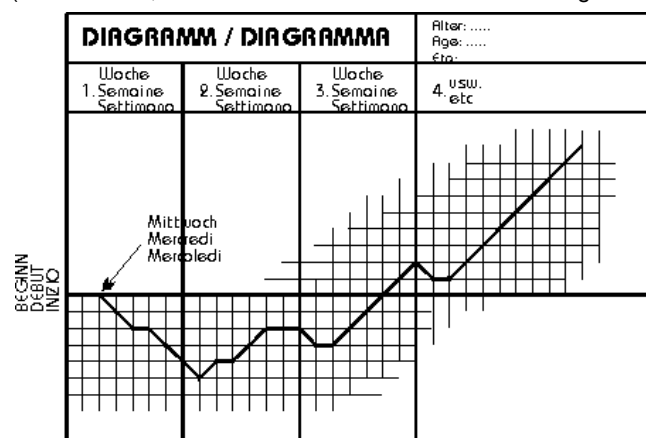 DIAGRAMM / DIAGRAMMA
Alter: .....
Age: .....
Eta:
Woche
1. Semaine
Settimana
Woche
2. Semaine
Settimana
Woche
3. Semaine
Settimana
4. usw.
etc
Mittwoch
Mercredi
Mercoledi
BEGINN
DEBUT
INIZIO